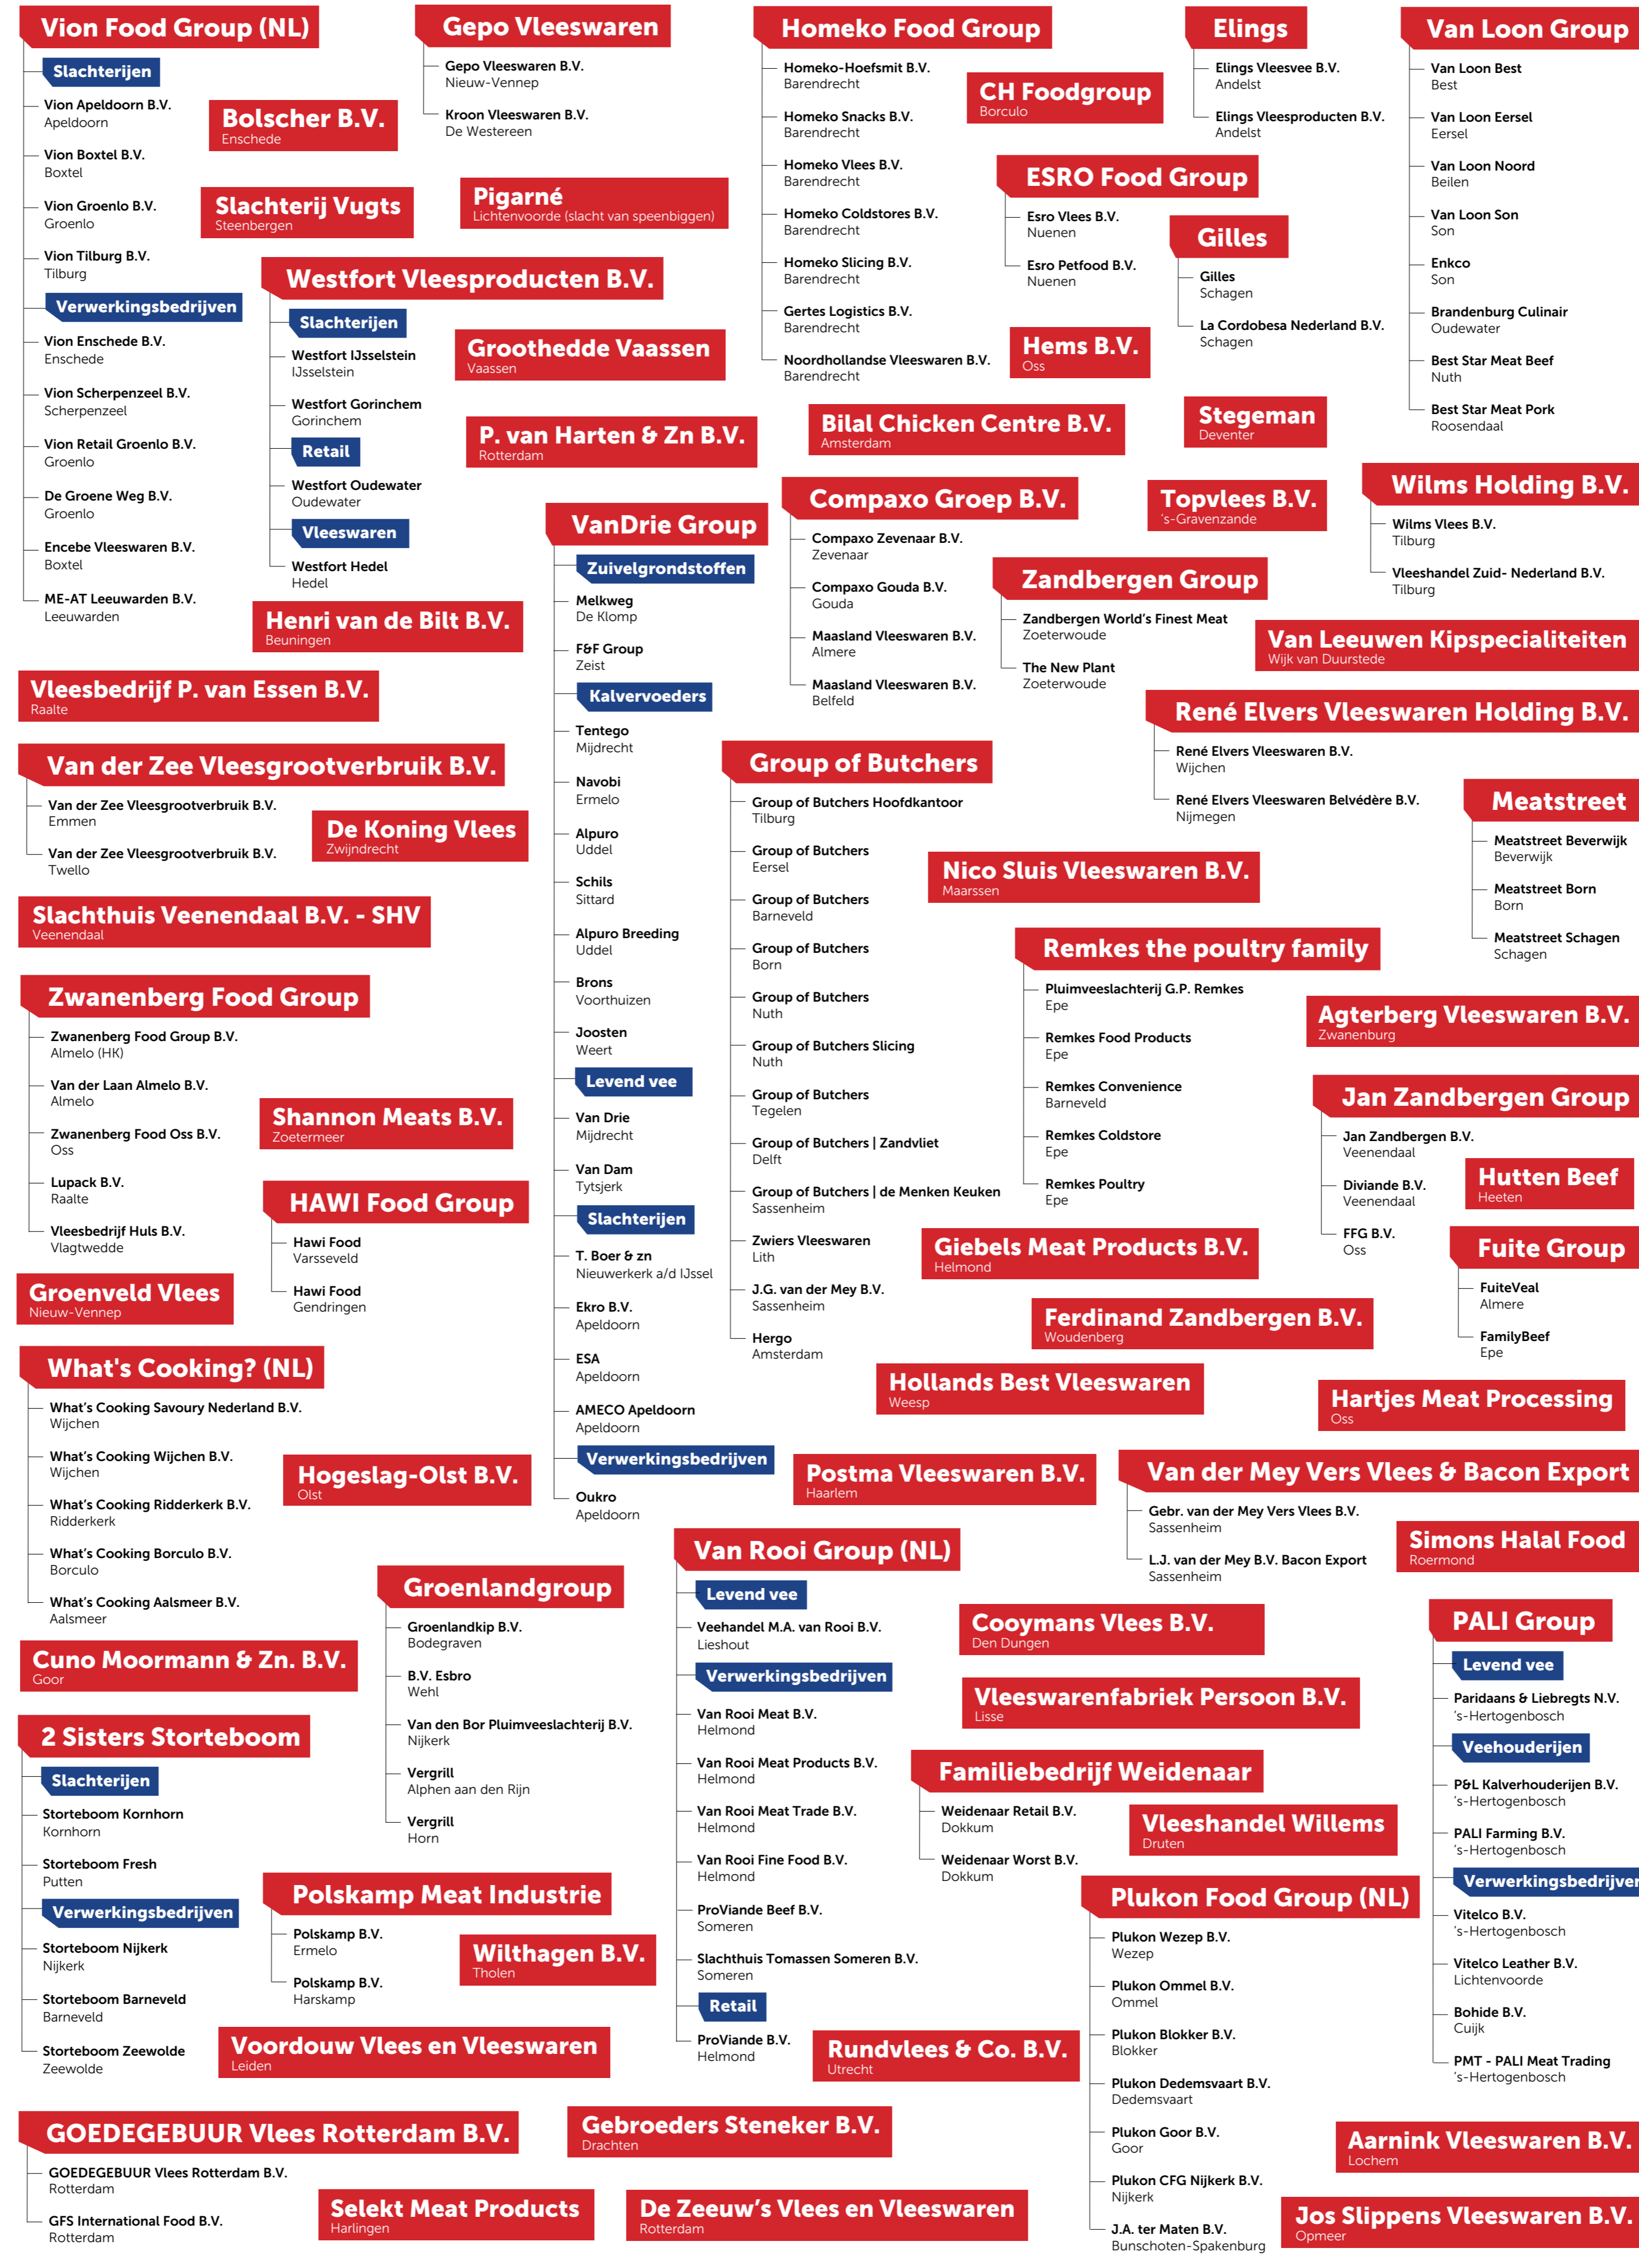 Vion Food Group (NL)
Slachterijen
Vion Apeldoorn B.V.
Apeldoorn
Vion Boxtel B.V.
Boxtel
Vion Groenlo B.V.
Groenlo
Vion Tilburg B.V.
Tilburg
Verwerkingsbedrijven
Vion Enschede B.V.
Enschede
Vion Scherpenzeel B.V.
Scherpenzeel
Vion Retail Groenlo B.V.
Groenlo
De Groene Weg B.V.
Groenlo
Encebe Vleeswaren B.V.
Boxtel
ME-AT Leeuwarden B.V.
Leeuwarden
Bolscher B.V.
Enschede
Slachterij Vugts
Steenbergen
Gepo Vleeswaren
Gepo Vleeswaren B.V.
Nieuw-Vennep
Kroon Vleeswaren B.V.
De Westereen
Pigarné
Lichtenvoorde (slacht van speenbiggen)
Westfort Vleesproducten B.V.
Slachterijen
Westfort IJsselstein
IJsselstein
Westfort Gorinchem
Gorinchem
Retail
Westfort Oudewater
Oudewater
Vleeswaren
Westfort Hedel
Hedel
Groothedde Vaassen
Vaassen
P. van Harten & Zn B.V.
Rotterdam
Henri van de Bilt B.V.
Beuningen
Homeko Food Group
Homeko-Hoefsmit B.V.
Barendrecht
Homeko Snacks B.V.
Barendrecht
Homeko Vlees B.V.
Barendrecht
Homeko Coldstores B.V.
Barendrecht
Homeko Slicing B.V.
Barendrecht
Gertes Logistics B.V.
Barendrecht
Noordhollandse Vleeswaren B.V.
Barendrecht
CH Foodgroup
Borculo
ESRO Food Group
Esro Vlees B.V.
Nuenen
Esro Petfood B.V.
Nuenen
Hems B.V.
Oss
Elings
Elings Vleesvee B.V.
Andelst
Elings Vleesproducten B.V.
Andelst
Gilles
Gilles
Schagen
La Cordobesa Nederland B.V.
Schagen
Van Loon Group
Van Loon Best
Best
Van Loon Eersel
Eersel
Van Loon Noord
Beilen
Van Loon Son
Son
Enkco
Son
Brandenburg Culinair
Oudewater
Best Star Meat Beef
Nuth
Best Star Meat Pork
Roosendaal
Bilal Chicken Centre B.V.
Amsterdam
Stegeman
Deventer
Topvlees B.V.
's-Gravenzande
Wilms Holding B.V.
Wilms Vlees B.V.
Tilburg
Vleeshandel Zuid- Nederland B.V.
Tilburg
Compaxo Groep B.V.
Compaxo Zevenaar B.V.
Zevenaar
Compaxo Gouda B.V.
Gouda
Maasland Vleeswaren B.V.
Almere
Maasland Vleeswaren B.V.
Belfeld
Zandbergen Group
Zandbergen World's Finest Meat
Zoeterwoude
The New Plant
Zoeterwoude
Van Leeuwen Kipspecialiteiten
Wijk van Duurstede
VanDrie Group
Zuivelgrondstoffen
Melkweg
De Klomp
F&F Group
Zeist
Kalvervoeders
Tentego
Mijdrecht
Navobi
Ermelo
Alpuro
Uddel
Schils
Sittard
Alpuro Breeding
Uddel
Brons
Voorthuizen
Joosten
Weert
Levend vee
Van Drie
Mijdrecht
Van Dam
Tytsjerk
Slachterijen
T. Boer & zn
Nieuwerkerk a/d IJssel
Ekro B.V.
Apeldoorn
ESA
Apeldoorn
AMECO Apeldoorn
Apeldoorn
Verwerkingsbedrijven
Oukro
Apeldoorn
Vleesbedrijf P. van Essen B.V.
Raalte
Van der Zee Vleesgrootverbruik B.V.
Van der Zee Vleesgrootverbruik B.V.
Emmen
Van der Zee Vleesgrootverbruik B.V.
Twello
De Koning Vlees
Zwijndrecht
Slachthuis Veenendaal B.V. - SHV
Veenendaal
Zwanenberg Food Group
Zwanenberg Food Group B.V.
Almelo (HK)
Van der Laan Almelo B.V.
Almelo
Zwanenberg Food Oss B.V.
Oss
Lupack B.V.
Raalte
Vleesbedrijf Huls B.V.
Vlagtwedde
Shannon Meats B.V.
Zoetermeer
HAWI Food Group
Hawi Food
Varsseveld
Hawi Food
Gendringen
Groenveld Vlees
Nieuw-Vennep
Group of Butchers
Group of Butchers Hoofdkantoor
Tilburg
Group of Butchers
Eersel
Group of Butchers
Barneveld
Group of Butchers
Born
Group of Butchers
Nuth
Group of Butchers Slicing
Nuth
Group of Butchers
Tegelen
Group of Butchers | Zandvliet
Delft
Group of Butchers | de Menken Keuken
Sassenheim
Zwiers Vleeswaren
Lith
J.G. van der Mey B.V.
Sassenheim
Hergo
Amsterdam
René Elvers Vleeswaren Holding B.V.
René Elvers Vleeswaren B.V.
Wijchen
René Elvers Vleeswaren Belvédère B.V.
Nijmegen
Meatstreet
Meatstreet Beverwijk
Beverwijk
Meatstreet Born
Born
Meatstreet Schagen
Schagen
Nico Sluis Vleeswaren B.V.
Maarssen
Remkes the poultry family
Pluimveeslachterij G.P. Remkes
Epe
Remkes Food Products
Epe
Remkes Convenience
Barneveld
Remkes Coldstore
Epe
Remkes Poultry
Epe
Agterberg Vleeswaren B.V.
Zwanenburg
Jan Zandbergen Group
Jan Zandbergen B.V.
Veenendaal
Diviande B.V.
Veenendaal
FFG B.V.
Oss
Hutten Beef
Heeten
Giebels Meat Products B.V.
Helmond
Fuite Group
FuiteVeal
Almere
FamilyBeef
Epe
Ferdinand Zandbergen B.V.
Woudenberg
Hollands Best Vleeswaren
Weesp
Hartjes Meat Processing
Oss
What's Cooking? (NL)
What's Cooking Savoury Nederland B.V.
Wijchen
What's Cooking Wijchen B.V.
Wijchen
What's Cooking Ridderkerk B.V.
Ridderkerk
What's Cooking Borculo B.V.
Borculo
What's Cooking Aalsmeer B.V.
Aalsmeer
Hogeslag-Olst B.V.
Olst
Postma Vleeswaren B.V.
Haarlem
Van der Mey Vers Vlees & Bacon Export
Gebr. van der Mey Vers Vlees B.V.
Sassenheim
L.J. van der Mey B.V. Bacon Export
Sassenheim
Simons Halal Food
Roermond
Groenlandgroup
Groenlandkip B.V.
Bodegraven
B.V. Esbro
Wehl
Van den Bor Pluimveeslachterij B.V.
Nijkerk
Vergrill
Alphen aan den Rijn
Vergrill
Horn
Cuno Moormann & Zn. B.V.
Goor
2 Sisters Storteboom
Slachterijen
Storteboom Kornhorn
Kornhorn
Storteboom Fresh
Putten
Verwerkingsbedrijven
Storteboom Nijkerk
Nijkerk
Storteboom Barneveld
Barneveld
Storteboom Zeewolde
Zeewolde
Polskamp Meat Industrie
Polskamp B.V.
Ermelo
Polskamp B.V.
Harskamp
Wilthagen B.V.
Tholen
Voordouw Vlees en Vleeswaren
Leiden
Van Rooi Group (NL)
Levend vee
Veehandel M.A. van Rooi B.V.
Lieshout
Verwerkingsbedrijven
Van Rooi Meat B.V.
Helmond
Van Rooi Meat Products B.V.
Helmond
Van Rooi Meat Trade B.V.
Helmond
Van Rooi Fine Food B.V.
Helmond
ProViande Beef B.V.
Someren
Slachthuis Tomassen Someren B.V.
Someren
Retail
ProViande B.V.
Helmond
Cooymans Vlees B.V.
Den Dungen
Vleeswarenfabriek Persoon B.V.
Lisse
Familiebedrijf Weidenaar
Weidenaar Retail B.V.
Dokkum
Weidenaar Worst B.V.
Dokkum
Vleeshandel Willems
Druten
PALI Group
Levend vee
Paridaans & Liebregts N.V.
's-Hertogenbosch
Veehouderijen
P&L Kalverhouderijen B.V.
's-Hertogenbosch
PALI Farming B.V.
's-Hertogenbosch
Verwerkingsbedrijven
Vitelco B.V.
's-Hertogenbosch
Vitelco Leather B.V.
Lichtenvoorde
Bohide B.V.
Cuijk
PMT - PALI Meat Trading
's-Hertogenbosch
Rundvlees & Co. B.V.
Utrecht
Plukon Food Group (NL)
Plukon Wezep B.V.
Wezep
Plukon Ommel B.V.
Ommel
Plukon Blokker B.V.
Blokker
Plukon Dedemsvaart B.V.
Dedemsvaart
Plukon Goor B.V.
Goor
Plukon CFG Nijkerk B.V.
Nijkerk
J.A. ter Maten B.V.
Bunschoten-Spakenburg
GOEDEGEBUUR Vlees Rotterdam B.V.
GOEDEGEBUUR Vlees Rotterdam B.V.
Rotterdam
GFS International Food B.V.
Rotterdam
Gebroeders Steneker B.V.
Drachten
Selekt Meat Products
Harlingen
De Zeeuw's Vlees en Vleeswaren
Rotterdam
Aarnink Vleeswaren B.V.
Lochem
Jos Slippens Vleeswaren B.V.
Opmeer